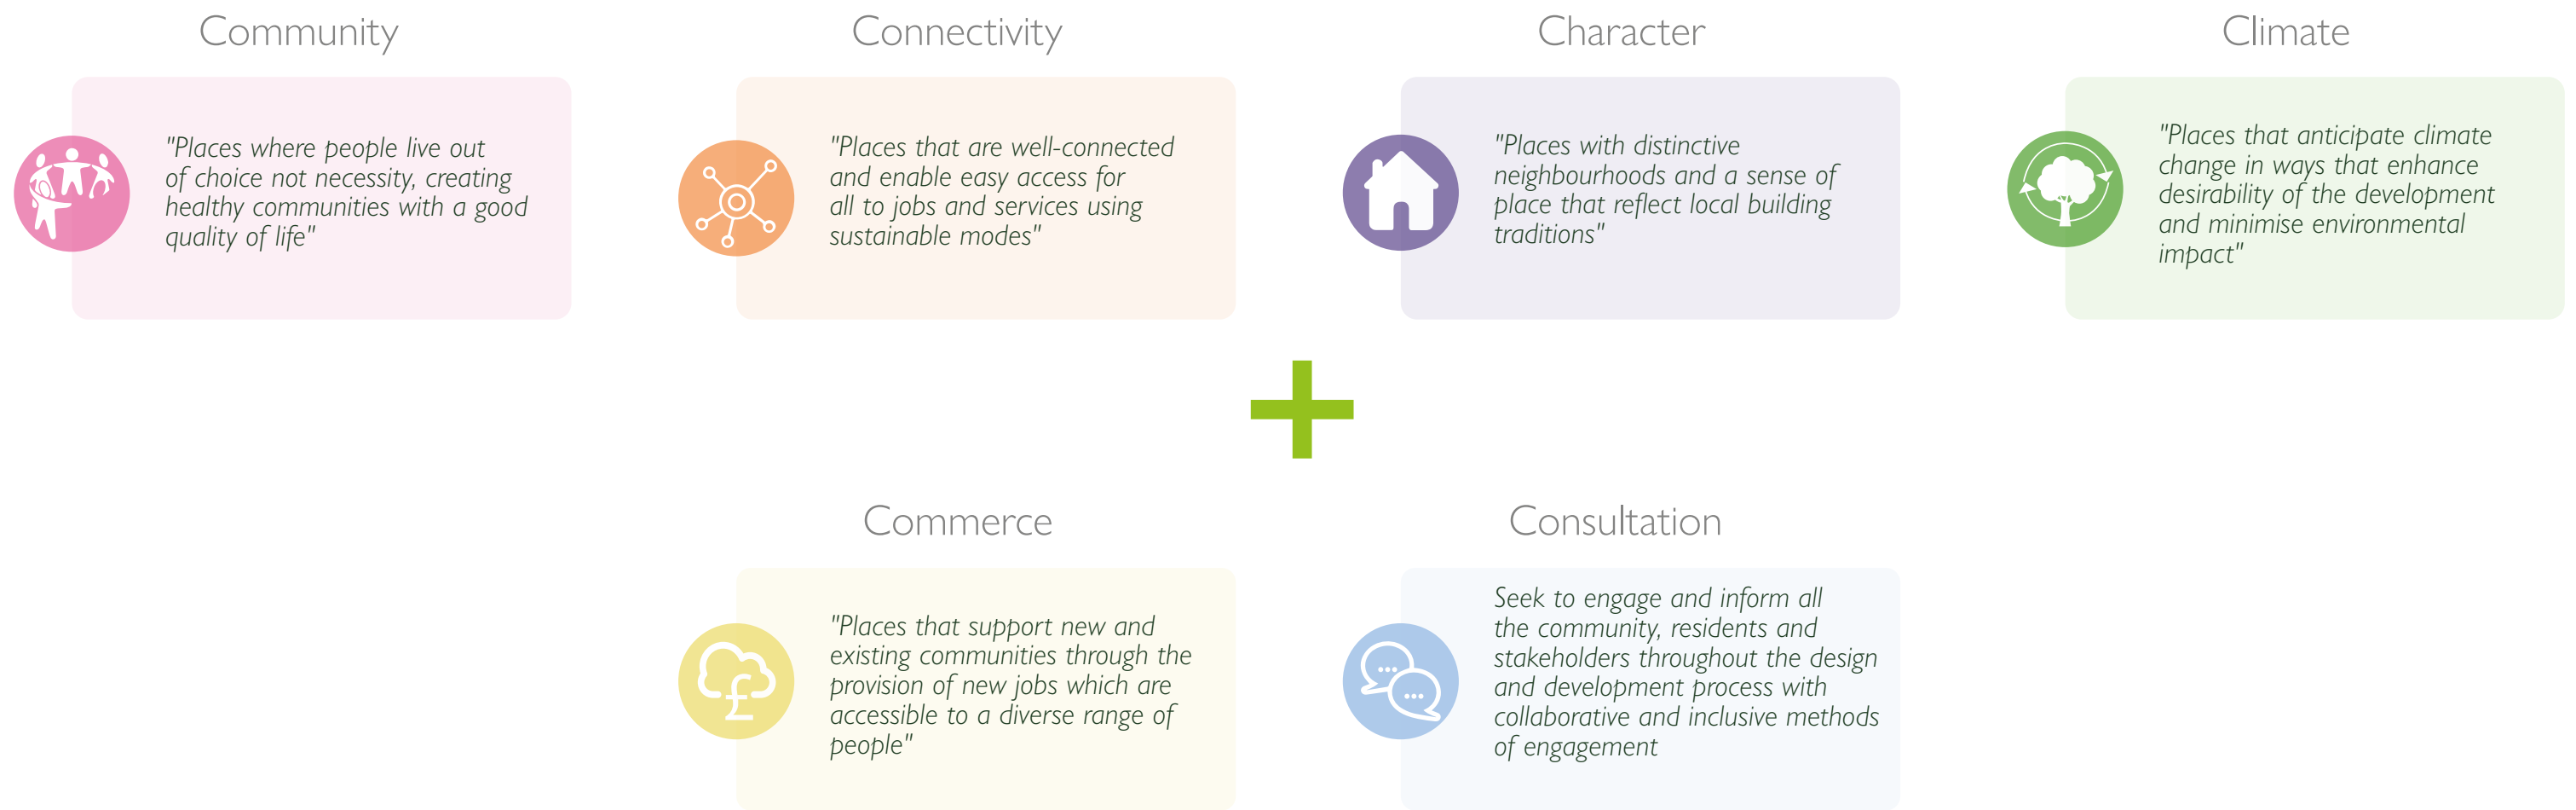 Community
"Places where people live out
of choice not necessity, creating
healthy communities with a good
quality of life"
Connectivity
"Places that are well-connected
and enable easy access for
all to jobs and services using
sustainable modes"
Character
"Places with distinctive
neighbourhoods and a sense of
place that reflect local building
traditions"
Climate
"Places that anticipate climate
change in ways that enhance
desirability of the development
and minimise environmental
impact"
+
Commerce
"Places that support new and
existing communities through the
provision of new jobs which are
accessible to a diverse range of
people"
£
Consultation
Seek to engage and inform all
the community, residents and
stakeholders throughout the design
and development process with
collaborative and inclusive methods
of engagement